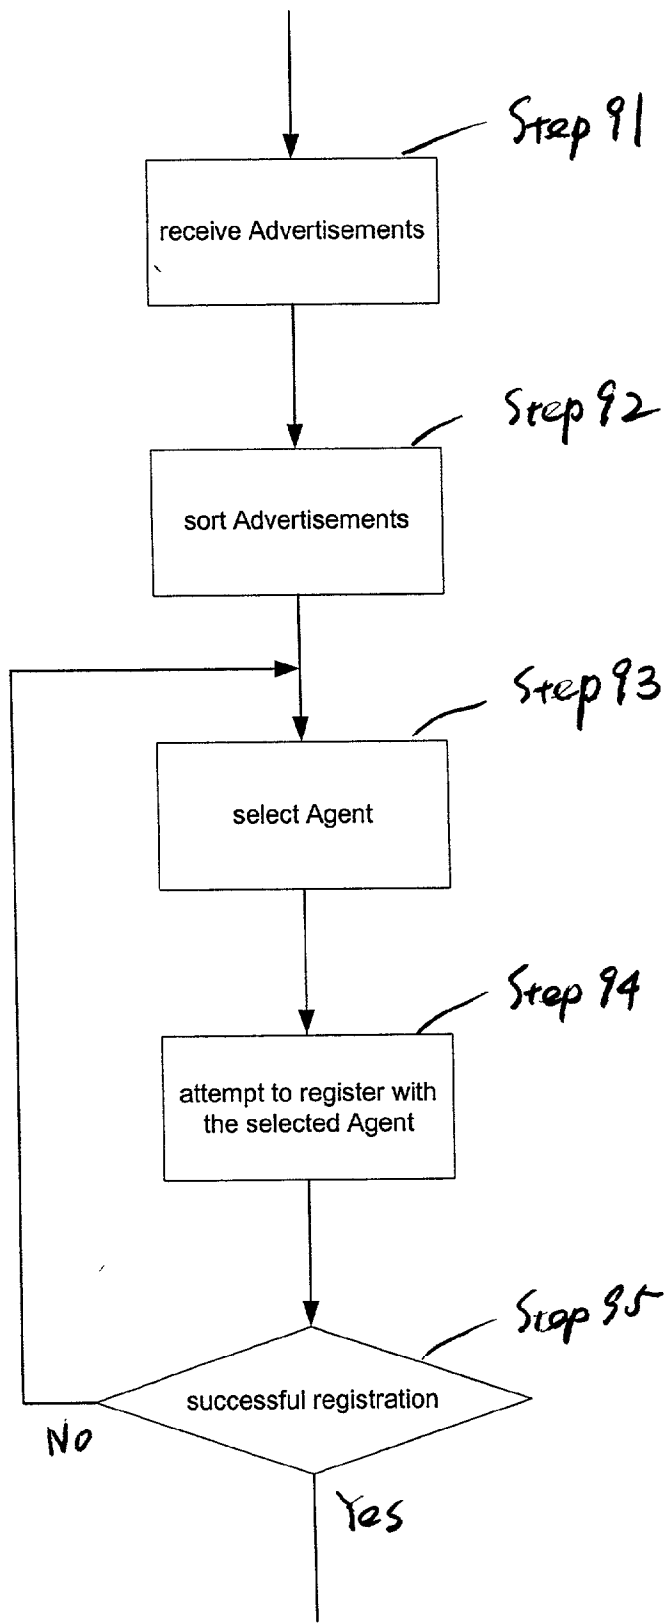 Step 91
receive Advertisements
Step 92
sort Advertisements
Step 93
select Agent
Step 94
attempt to register with
the selected Agent
Step 95
successful registration
No
Yes